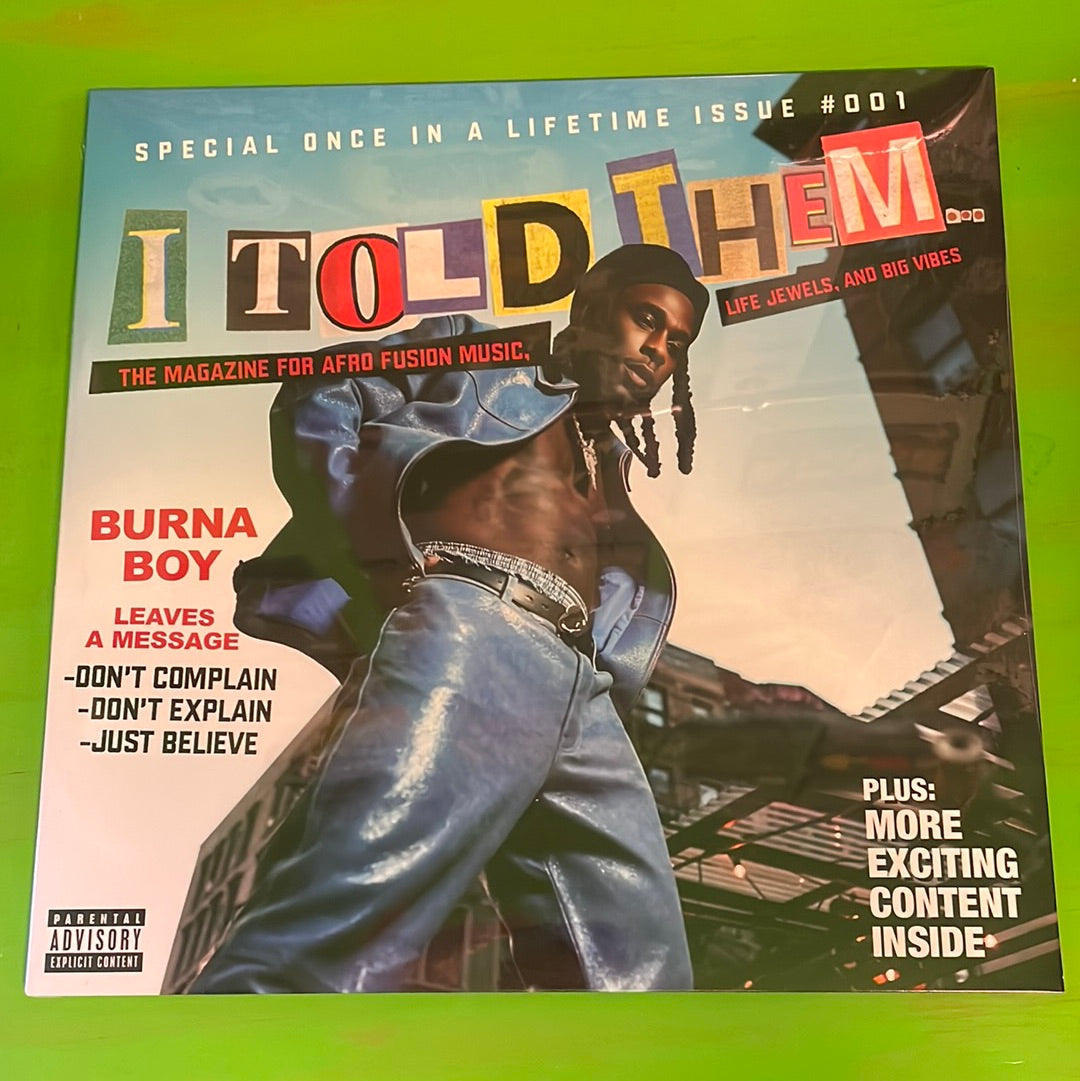 SPECIAL ONCE IN A LIFETIME ISSUE #001
I TOLD THEM...
THE MAGAZINE FOR AFRO FUSION MUSIC,
LIFE JEWELS, AND BIG VIBES
BURNA
BOY
LEAVES
A MESSAGE
-DON'T COMPLAIN
-DON'T EXPLAIN
-JUST BELIEVE
PLUS:
MORE
EXCITING
CONTENT
INSIDE
PARENTAL
ADVISORY
EXPLICIT CONTENT